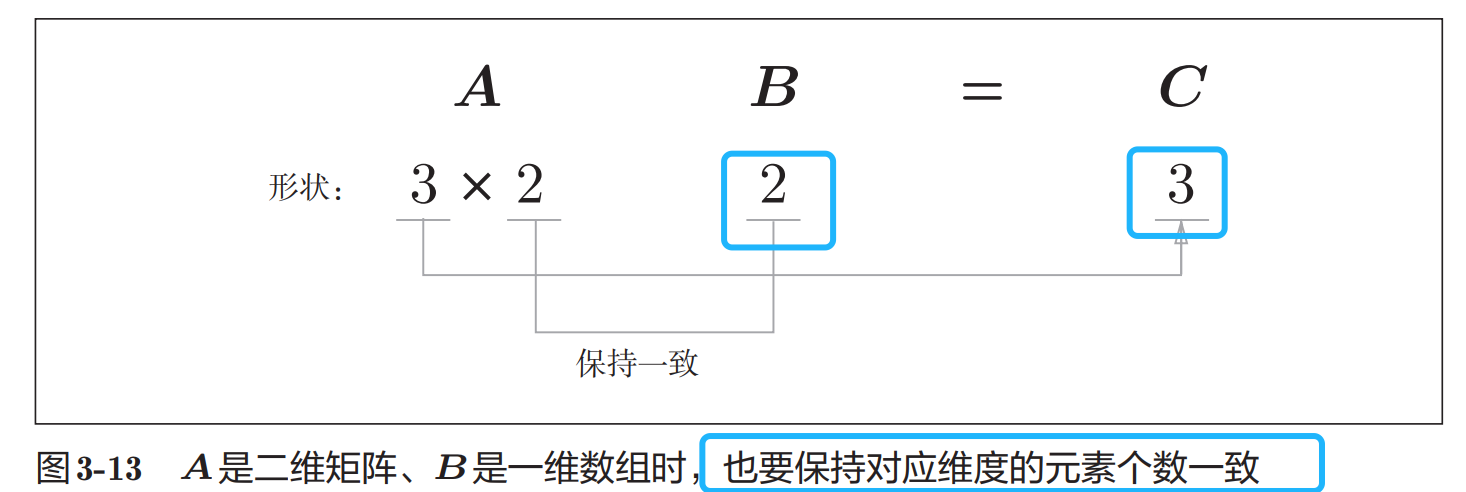 A B = C
形状： 3 × 2 2 3
保持一致
图 3-13 A 是二维矩阵、B 是一维数组时，也要保持对应维度的元素个数一致